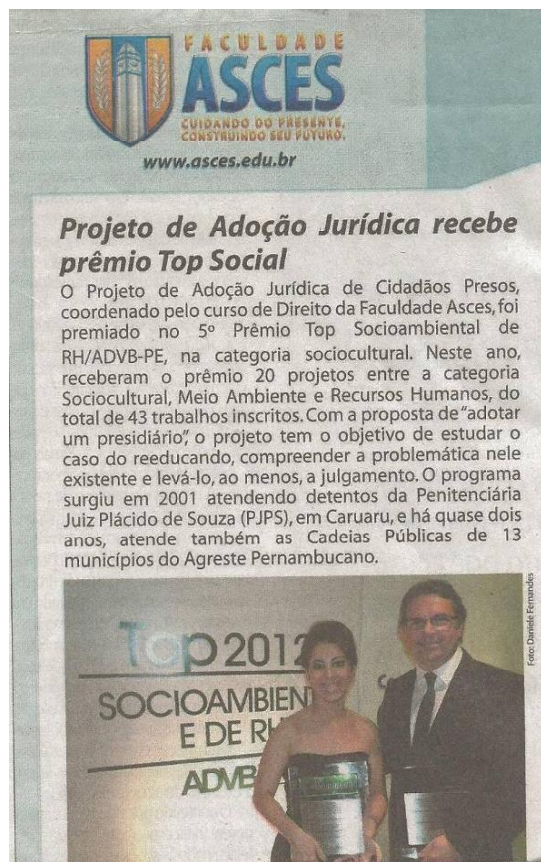 FACULDADE
ASCES
CUIDANDO DO PRESENTE,
CONSTRUINDO SEU FUTURO.
www.asces.edu.br
Projeto de Adoção Jurídica recebe
prêmio Top Social
O Projeto de Adoção Jurídica de Cidadãos Presos,
coordenado pelo curso de Direito da Faculdade Asces, foi
premiado no 5º Prêmio Top Socioambiental de
RH/ADVB-PE, na categoria sociocultural. Neste ano,
receberam o prêmio 20 projetos entre a categoria
Sociocultural, Meio Ambiente e Recursos Humanos, do
total de 43 trabalhos inscritos. Com a proposta de "adotar
um presidiário", o projeto tem o objetivo de estudar o
caso do reeducando, compreender a problemática nele
existente e levá-lo, ao menos, a julgamento. O programa
surgiu em 2001 atendendo detentos da Penitenciária
Juiz Plácido de Souza (PJPS), em Caruaru, e há quase dois
anos, atende também as Cadeias Públicas de 13
municípios do Agreste Pernambucano.
Foto: Daniele Fernandes
Top 2012
SOCIOAMBIEN
E DE RH
ADVB